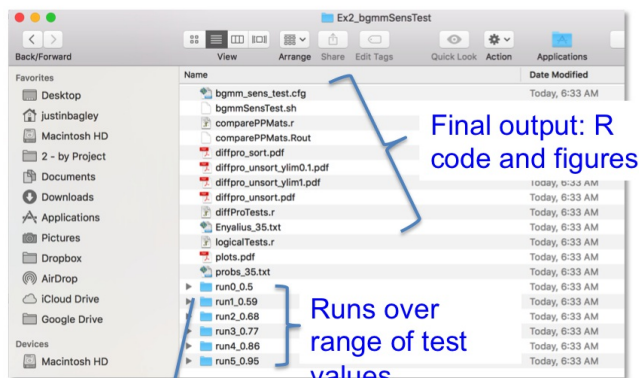 Ex2_bgmmSensTest
Back/Forward View Arrange Share Edit Tags Quick Look Action Applications
Favorites
Desktop
justinbagley
Macintosh HD
2 - by Project
Documents
Downloads
Applications
Pictures
Dropbox
AirDrop
iCloud Drive
Google Drive
Devices
Macintosh HD
Name Date Modified
bgmm_sens_test.cfg Today, 6:33 AM
bgmmSensTest.sh
comparePPMats.r
comparePPMats.Rout
diffpro_sort.pdf
diffpro_unsort_ylim0.1.pdf
diffpro_unsort_ylim1.pdf Today, 6:33 AM
diffpro_unsort.pdf Today, 6:33 AM
diffProTests.r Today, 6:33 AM
Enyalius_35.txt Today, 6:33 AM
logicalTests.r Today, 6:33 AM
plots.pdf Today, 6:33 AM
probs_35.txt Today, 6:33 AM
run0_0.5 Today, 6:33 AM
run1_0.59 Today, 6:33 AM
run2_0.68 Today, 6:33 AM
run3_0.77 Today, 6:33 AM
run4_0.86 Today, 6:33 AM
run5_0.95 Today, 6:33 AM
Final output: R
code and figures
Runs over
range of test
values